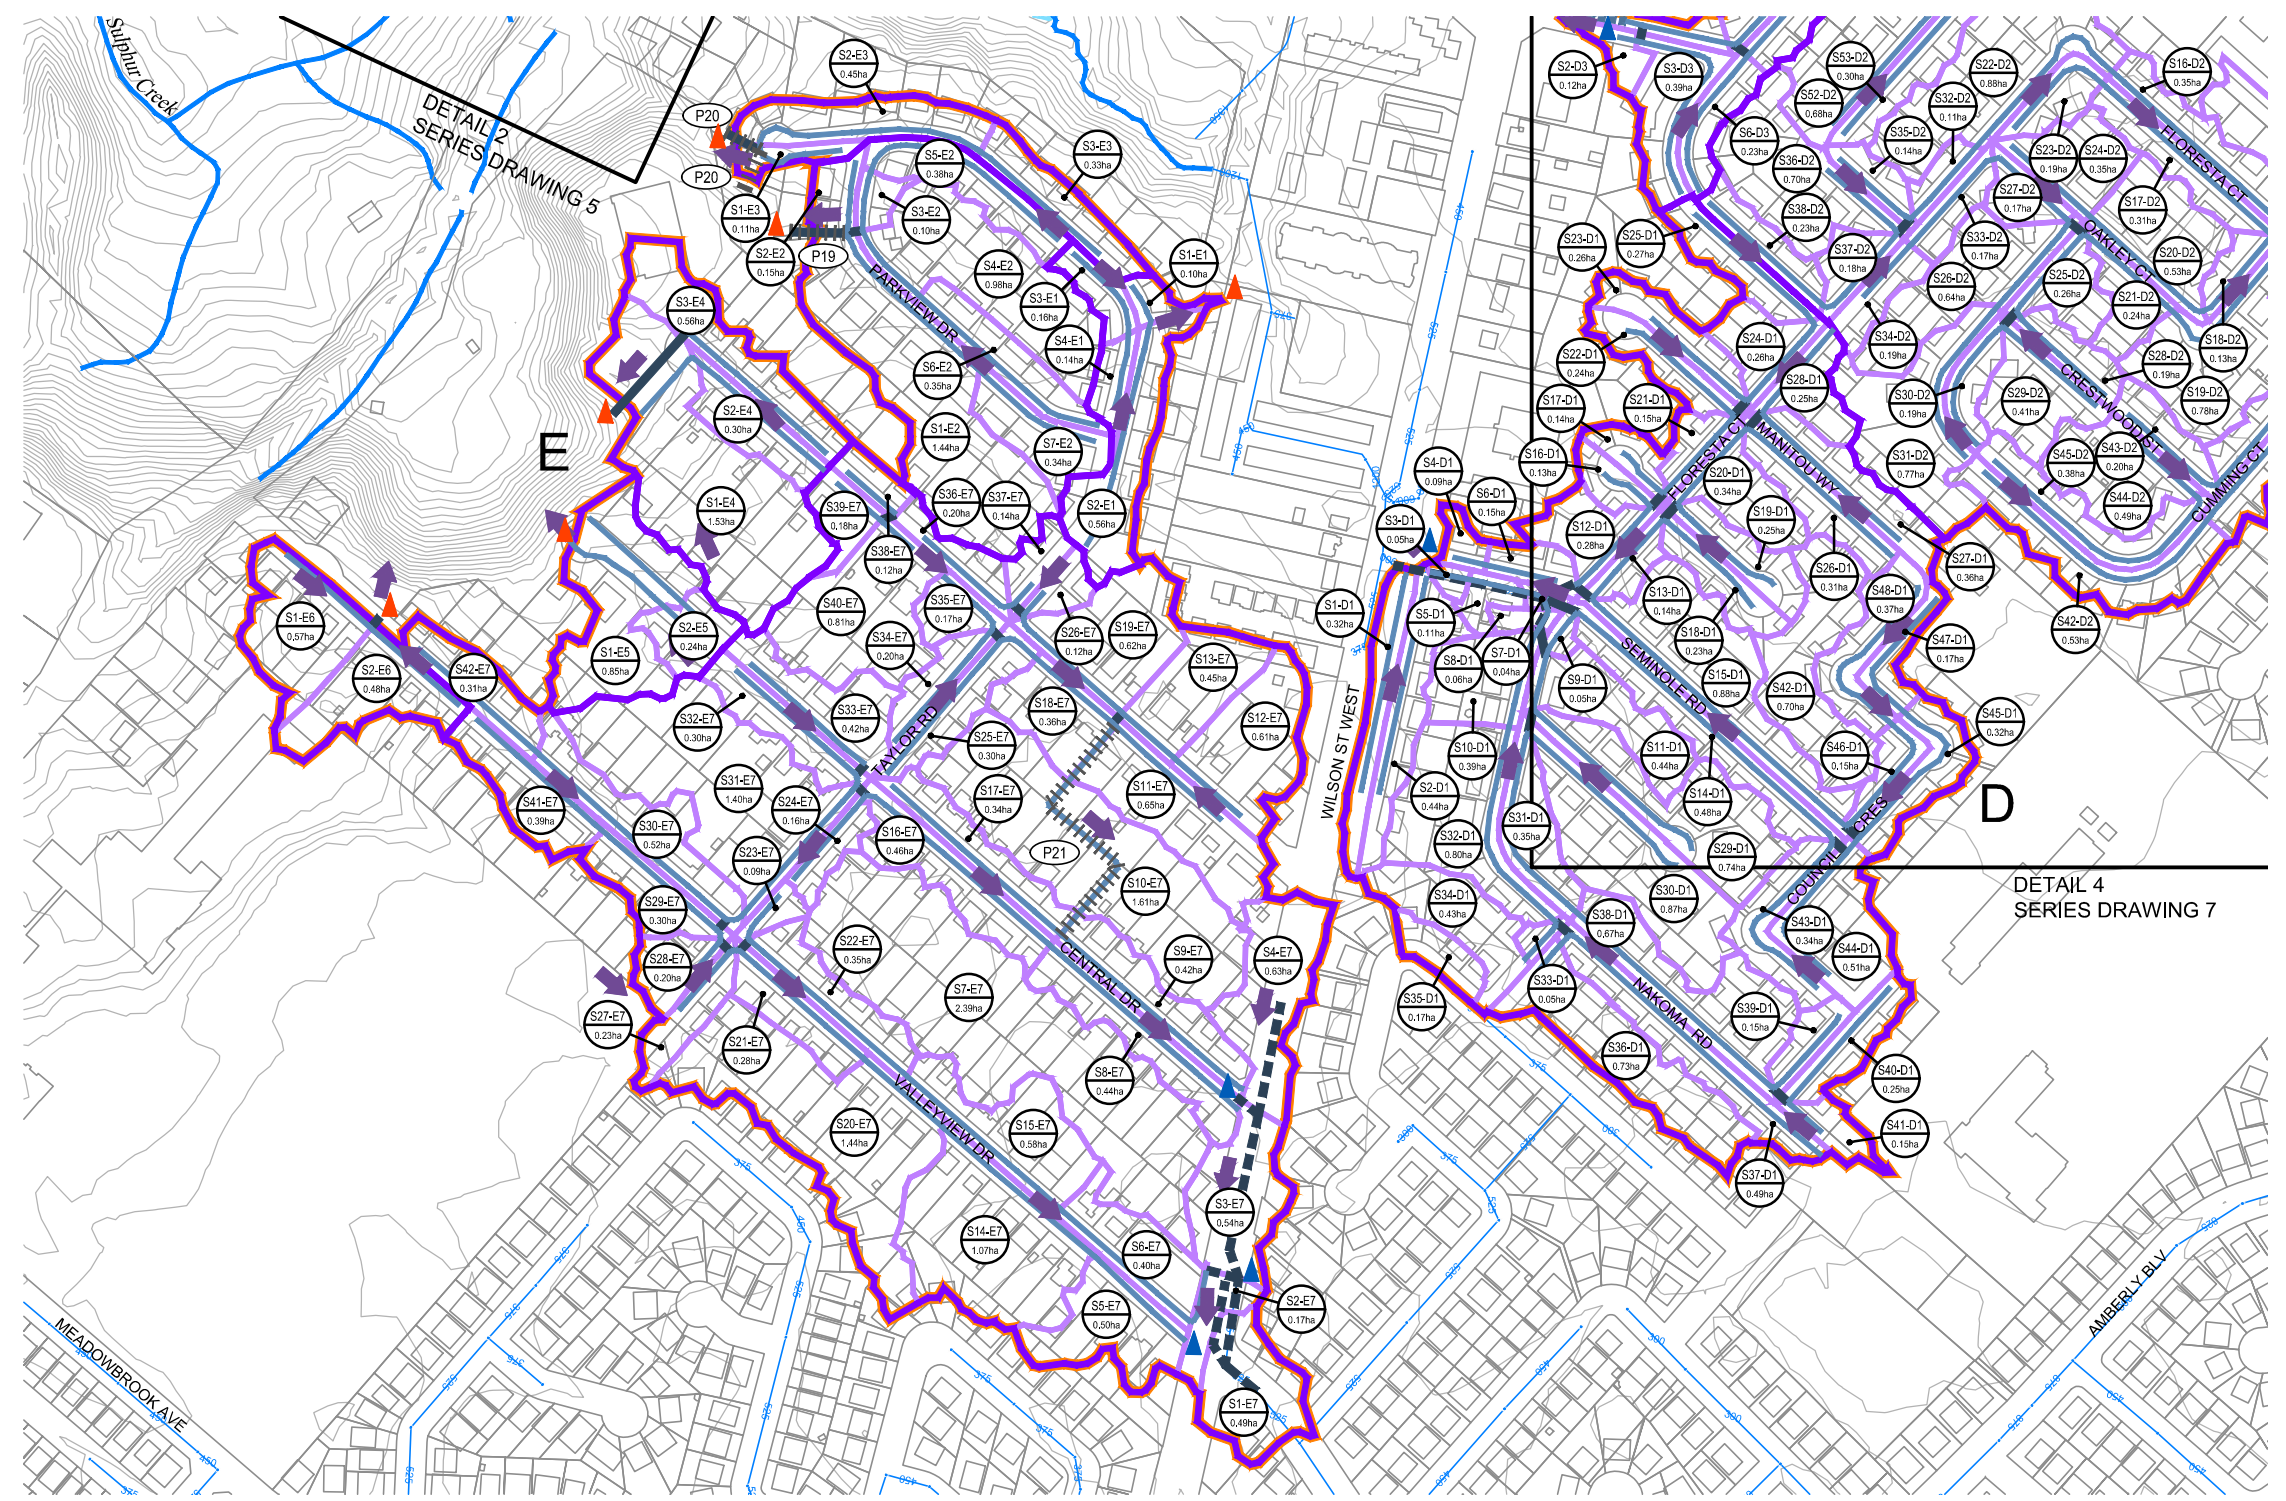 Sulphur Creek
DETAIL 2
SERIES DRAWING 5
P20
P20
P19
P21
E
D
DETAIL 4
SERIES DRAWING 7
PARKVIEW DR
TAYLOR RD
CENTRAL DR
VALLEYVIEW DR
WILSON ST WEST
MEADOWBROOK AVE
AMBERLY BLV
FLORESTA CT
FLORESTA CT
OAKLEY CT
CRESTWOOD ST
CUMMING CT
MANITOU WY
SEMINOLE RD
COUNCIL CRES
NAKOMA RD
S2-E3
0.45ha
S3-E3
0.33ha
S5-E2
0.38ha
S3-E2
0.10ha
S1-E3
0.11ha
S2-E2
0.15ha
S4-E2
0.98ha
S1-E1
0.10ha
S3-E1
0.16ha
S4-E1
0.14ha
S6-E2
0.35ha
S3-E4
0.56ha
S2-E4
0.30ha
S1-E2
1.44ha
S7-E2
0.34ha
S1-E4
1.53ha
S39-E7
0.18ha
S36-E7
0.20ha
S37-E7
0.14ha
S2-E1
0.56ha
S38-E7
0.12ha
S1-E6
0.57ha
S2-E6
0.48ha
S42-E7
0.31ha
S1-E5
0.85ha
S2-E5
0.24ha
S40-E7
0.81ha
S35-E7
0.17ha
S34-E7
0.20ha
S26-E7
0.12ha
S19-E7
0.62ha
S13-E7
0.45ha
S32-E7
0.30ha
S33-E7
0.42ha
S18-E7
0.36ha
S25-E7
0.30ha
S12-E7
0.61ha
S41-E7
0.39ha
S31-E7
1.40ha
S30-E7
0.52ha
S24-E7
0.16ha
S17-E7
0.34ha
S11-E7
0.65ha
S16-E7
0.46ha
S23-E7
0.09ha
S10-E7
1.61ha
S29-E7
0.30ha
S28-E7
0.20ha
S22-E7
0.35ha
S9-E7
0.42ha
S4-E7
0.63ha
S27-E7
0.23ha
S21-E7
0.28ha
S7-E7
2.39ha
S8-E7
0.44ha
S20-E7
1.44ha
S15-E7
0.58ha
S14-E7
1.07ha
S3-E7
0.54ha
S6-E7
0.40ha
S5-E7
0.50ha
S2-E7
0.17ha
S1-E7
0.49ha
S2-D3
0.12ha
S3-D3
0.39ha
S53-D2
0.30ha
S22-D2
0.88ha
S16-D2
0.35ha
S52-D2
0.68ha
S32-D2
0.11ha
S6-D3
0.23ha
S35-D2
0.14ha
S36-D2
0.70ha
S23-D2
0.19ha
S24-D2
0.35ha
S27-D2
0.17ha
S17-D2
0.31ha
S38-D2
0.23ha
S23-D1
0.26ha
S25-D1
0.27ha
S37-D2
0.18ha
S33-D2
0.17ha
S20-D2
0.53ha
S26-D2
0.64ha
S25-D2
0.26ha
S21-D2
0.24ha
S24-D1
0.26ha
S34-D2
0.19ha
S18-D2
0.13ha
S22-D1
0.24ha
S28-D2
0.19ha
S28-D1
0.25ha
S30-D2
0.19ha
S29-D2
0.41ha
S19-D2
0.78ha
S17-D1
0.14ha
S21-D1
0.15ha
S16-D1
0.13ha
S31-D2
0.77ha
S45-D2
0.38ha
S43-D2
0.20ha
S44-D2
0.49ha
S4-D1
0.09ha
S6-D1
0.15ha
S3-D1
0.05ha
S20-D1
0.34ha
S19-D1
0.25ha
S12-D1
0.28ha
S27-D1
0.36ha
S26-D1
0.31ha
S48-D1
0.37ha
S42-D2
0.53ha
S1-D1
0.32ha
S5-D1
0.11ha
S13-D1
0.14ha
S18-D1
0.23ha
S47-D1
0.17ha
S8-D1
0.06ha
S7-D1
0.04ha
S9-D1
0.05ha
S15-D1
0.88ha
S42-D1
0.70ha
S45-D1
0.32ha
S10-D1
0.39ha
S11-D1
0.44ha
S46-D1
0.15ha
S2-D1
0.44ha
S14-D1
0.48ha
S31-D1
0.35ha
S32-D1
0.80ha
S29-D1
0.74ha
S30-D1
0.87ha
S34-D1
0.43ha
S38-D1
0.67ha
S43-D1
0.34ha
S44-D1
0.51ha
S33-D1
0.05ha
S35-D1
0.17ha
S39-D1
0.15ha
S36-D1
0.73ha
S40-D1
0.25ha
S41-D1
0.15ha
S37-D1
0.49ha